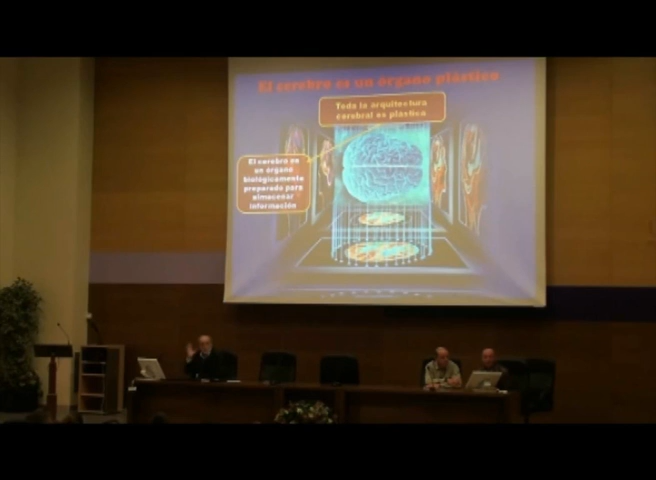 El cerebro es un órgano plástico
Toda la arquitectura
cerebral es plástica
El cerebro es
un órgano
biológicamente
preparado para
almacenar
información